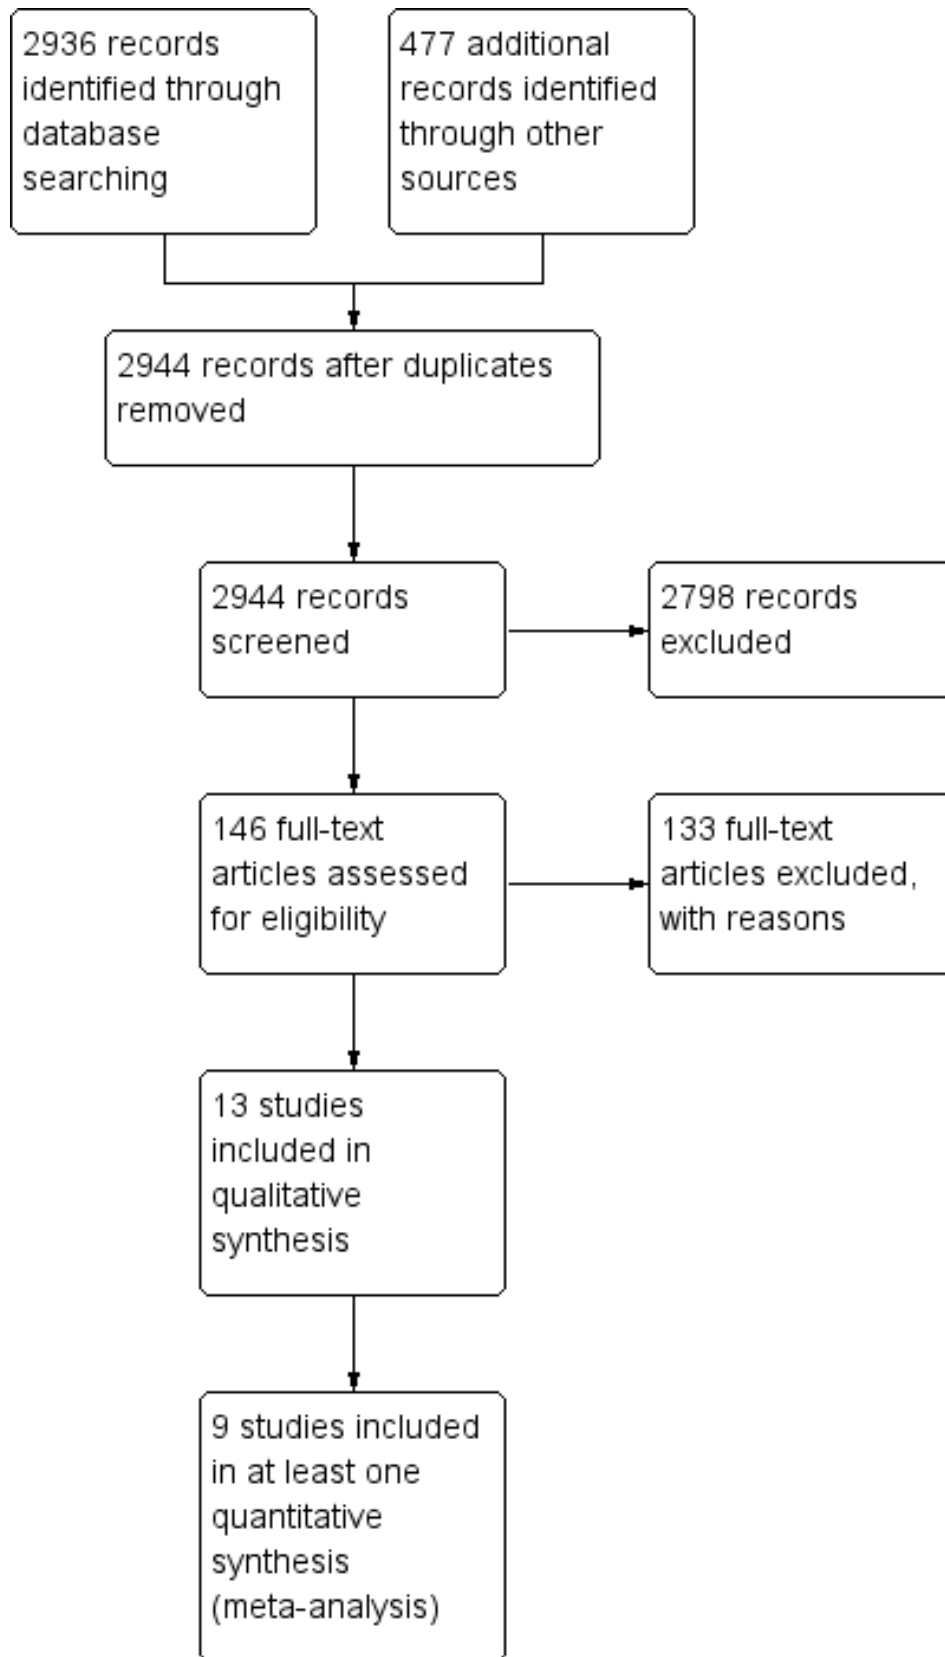 2936 records
identified through
database
searching
477 additional
records identified
through other
sources
2944 records after duplicates
removed
2944 records
screened
2798 records
excluded
146 full-text
articles assessed
for eligibility
133 full-text
articles excluded,
with reasons
13 studies
included in
qualitative
synthesis
9 studies included
in at least one
quantitative
synthesis
(meta-analysis)